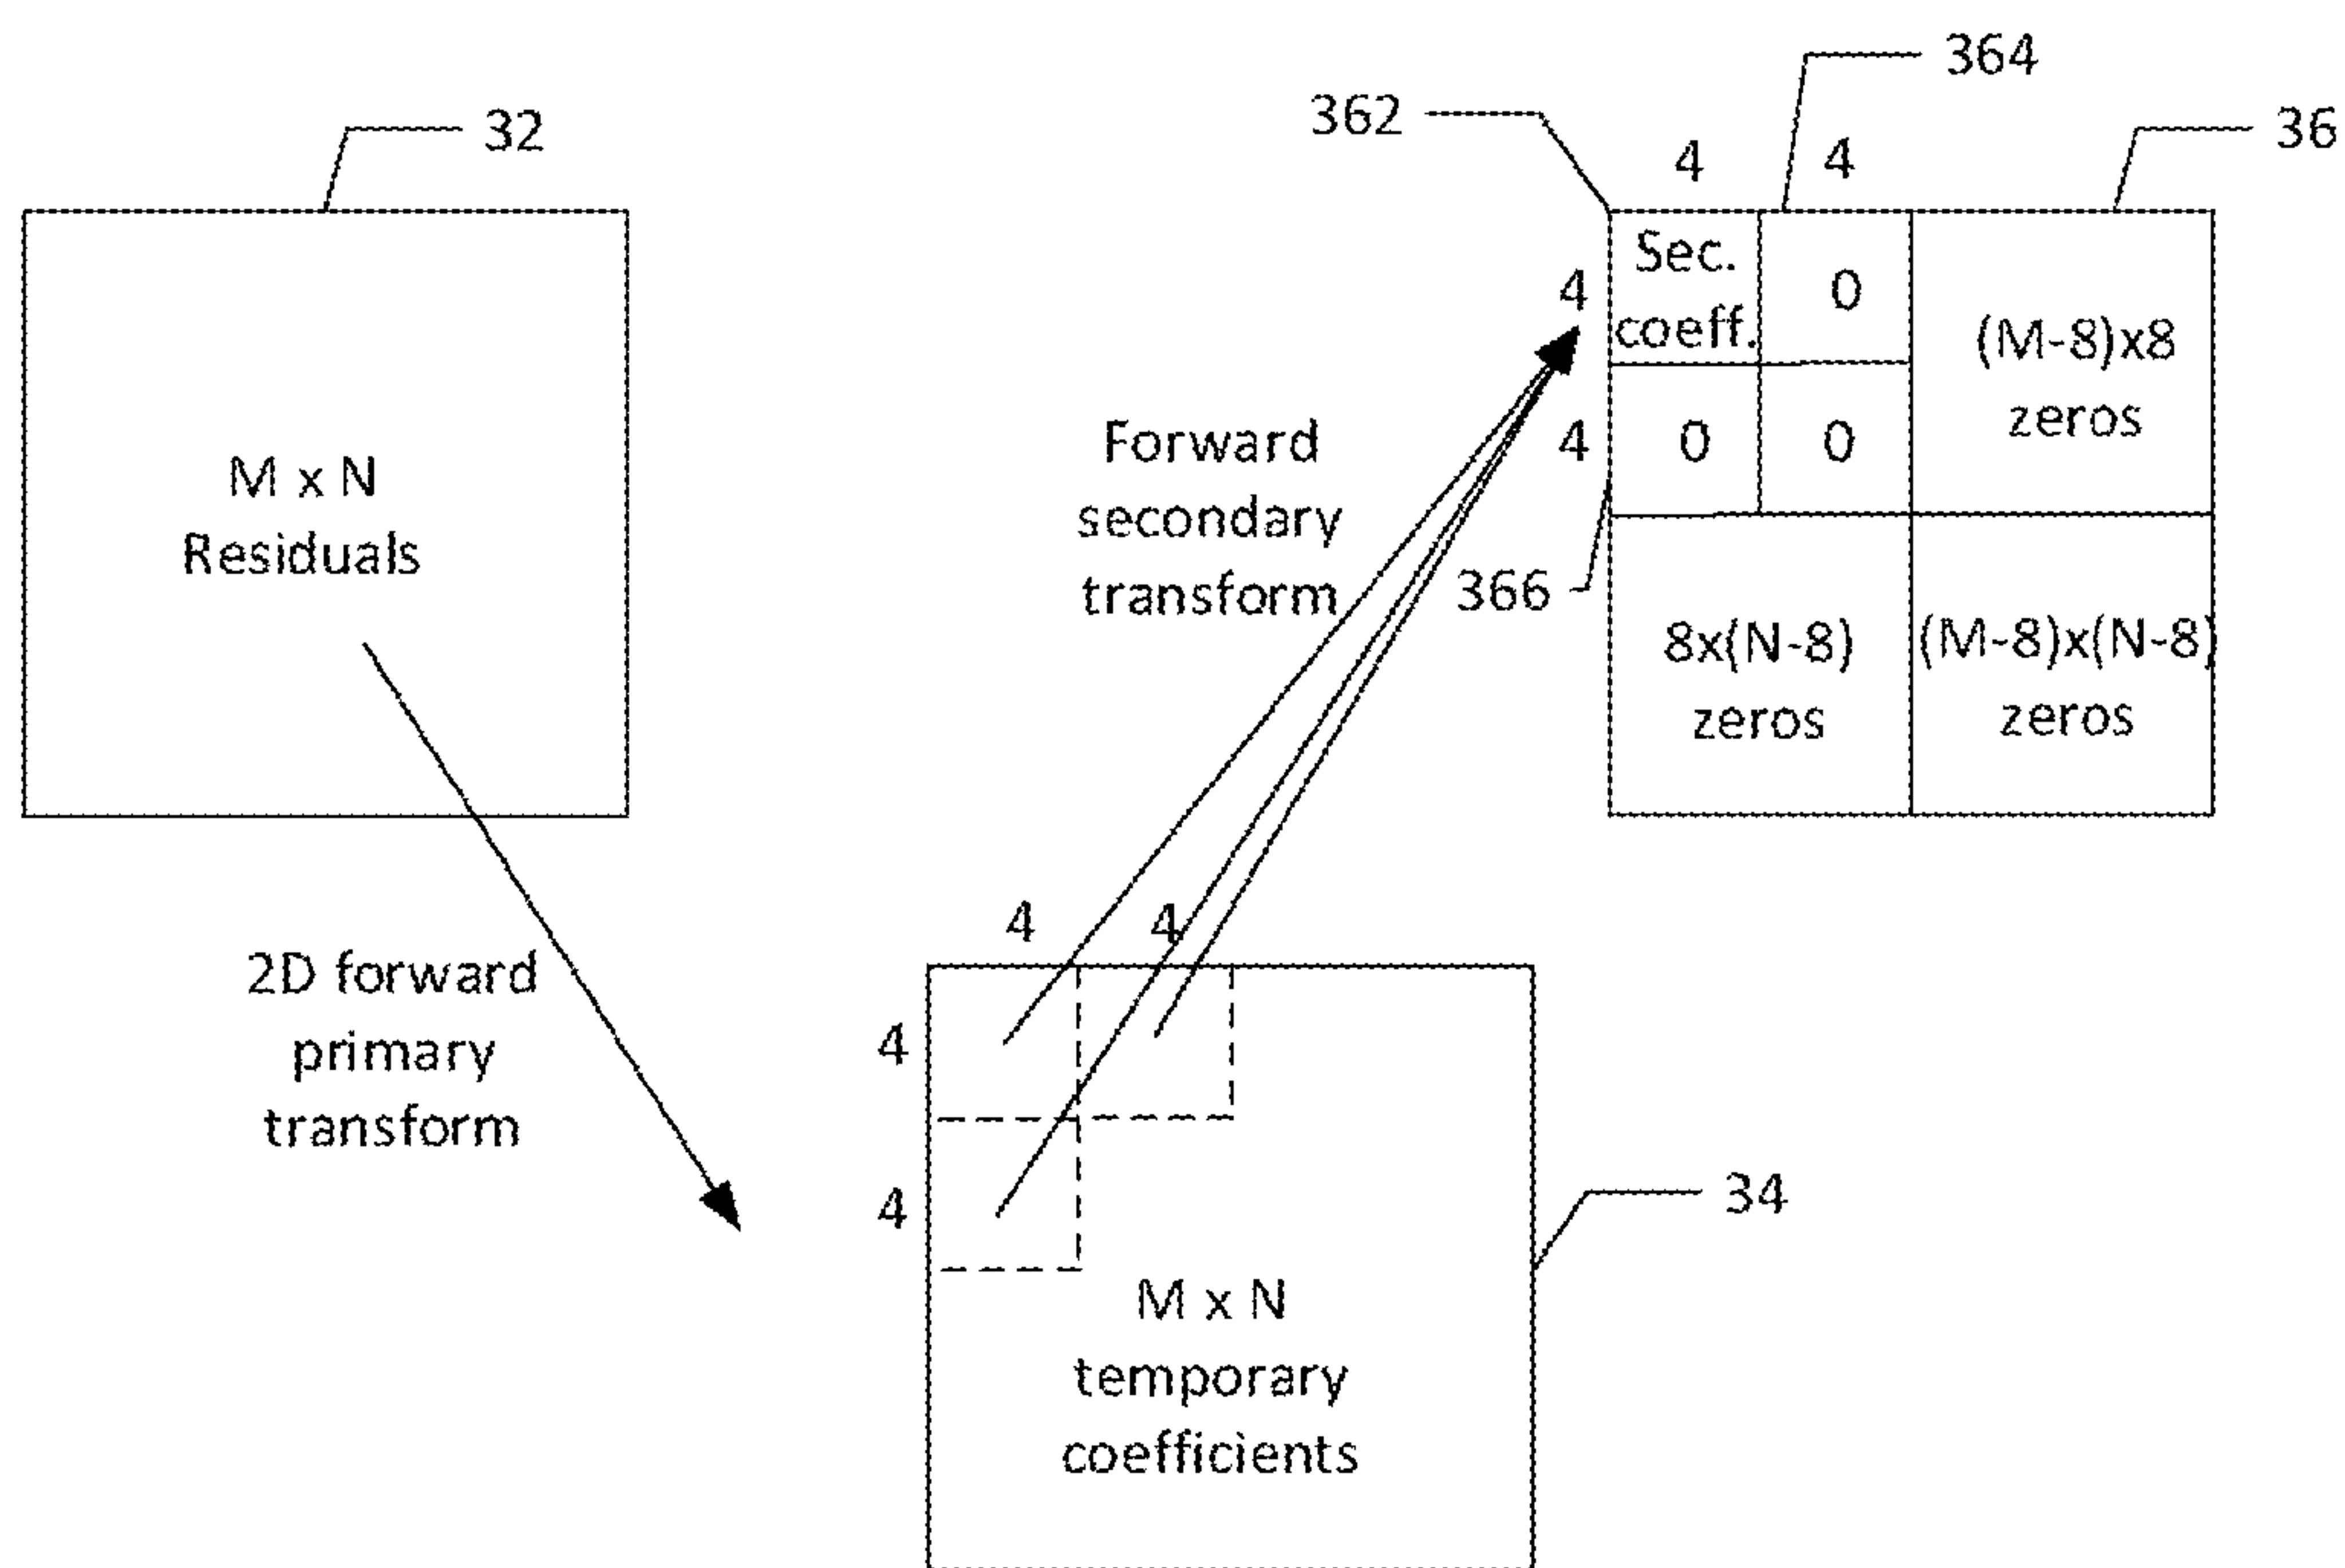 364
362
32
36
4 4
Sec.
coeff.
4
0
(M-8)x8
zeros
4
0 0
M x N
Residuals
Forward
secondary
transform
366
8x(N-8)
zeros
(M-8)x(N-8)
zeros
4 4
2D forward
primary
transform
4
4
34
M x N
temporary
coefficients